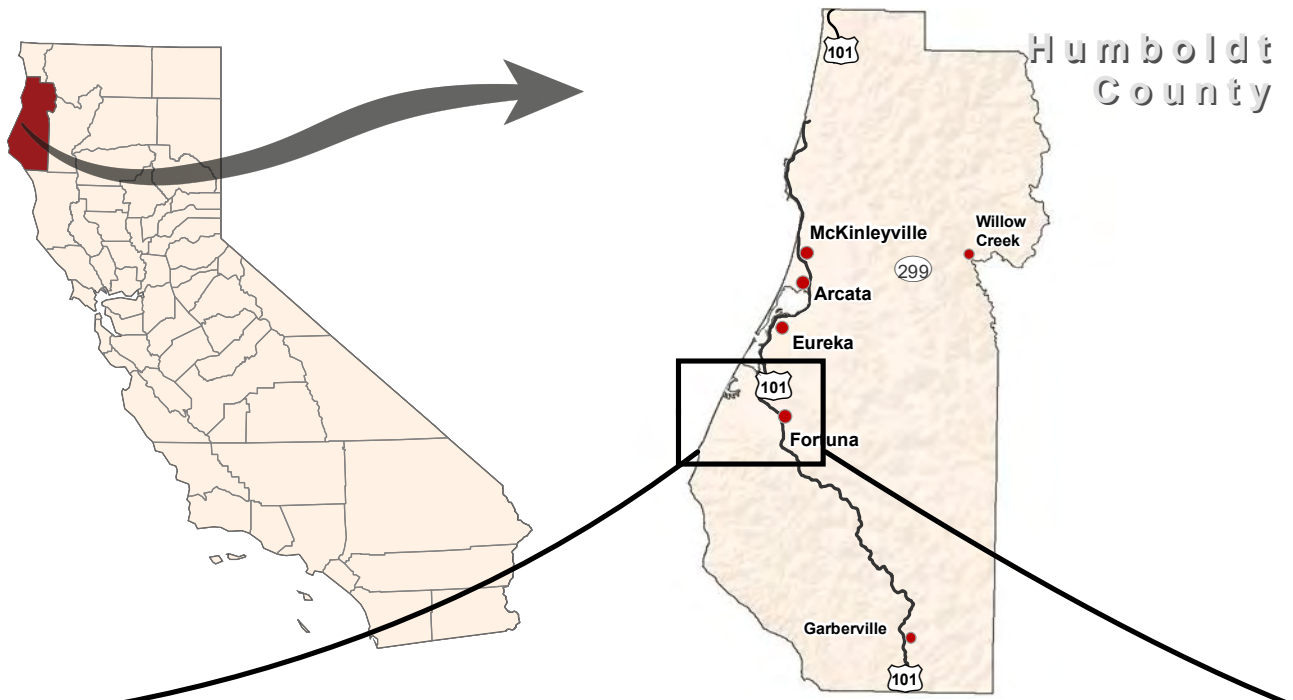 Humboldt
County
101
McKinleyville
Willow
Creek
299
Arcata
Eureka
101
Fortuna
Garberville
101